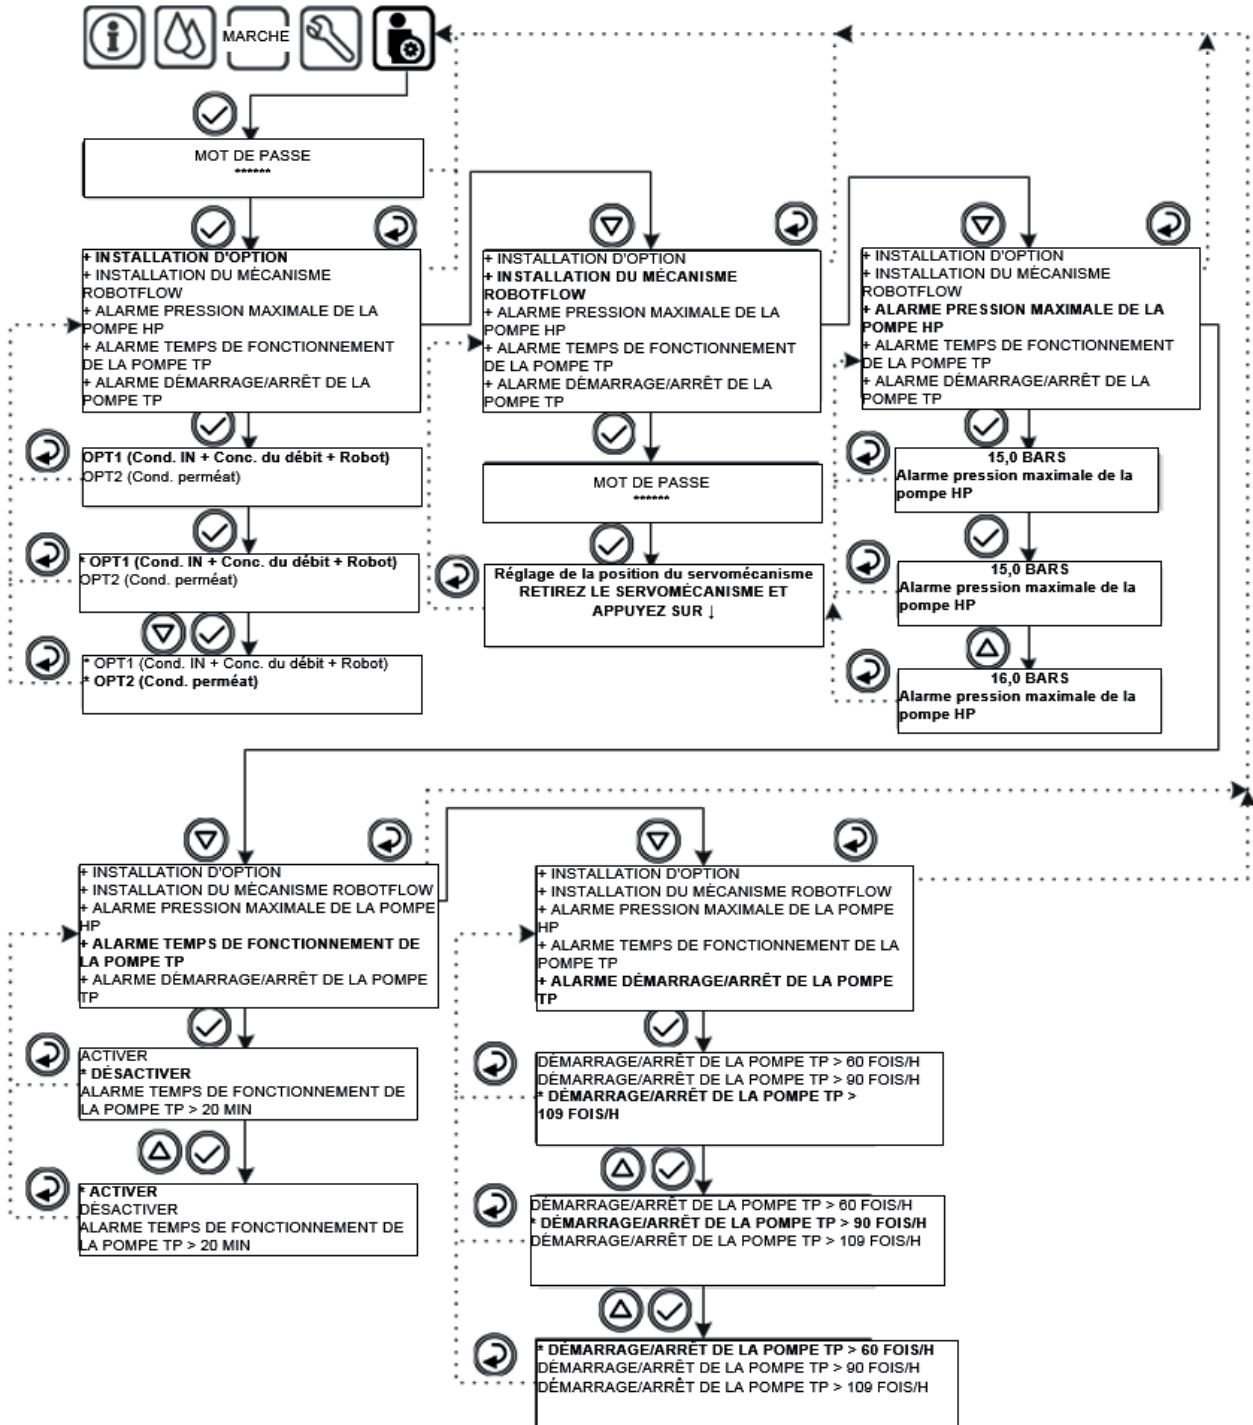 MARCHE
MOT DE PASSE
******
+ INSTALLATION D'OPTION
+ INSTALLATION DU MÉCANISME
ROBOTFLOW
+ ALARME PRESSION MAXIMALE DE LA
POMPE HP
+ ALARME TEMPS DE FONCTIONNEMENT
DE LA POMPE TP
+ ALARME DÉMARRAGE/ARRÊT DE LA
POMPE TP
OPT1 (Cond. IN + Conc. du débit + Robot)
OPT2 (Cond. perméat)
* OPT1 (Cond. IN + Conc. du débit + Robot)
OPT2 (Cond. perméat)
* OPT1 (Cond. IN + Conc. du débit + Robot)
* OPT2 (Cond. perméat)
+ INSTALLATION D'OPTION
+ INSTALLATION DU MÉCANISME
ROBOTFLOW
+ ALARME PRESSION MAXIMALE DE LA
POMPE HP
+ ALARME TEMPS DE FONCTIONNEMENT
DE LA POMPE TP
+ ALARME DÉMARRAGE/ARRÊT DE LA
POMPE TP
MOT DE PASSE
******
Réglage de la position du servomécanisme
RETIREZ LE SERVOMÉCANISME ET
APPUYEZ SUR ↓
+ INSTALLATION D'OPTION
+ INSTALLATION DU MÉCANISME
ROBOTFLOW
+ ALARME PRESSION MAXIMALE DE LA
POMPE HP
+ ALARME TEMPS DE FONCTIONNEMENT
DE LA POMPE TP
+ ALARME DÉMARRAGE/ARRÊT DE LA
POMPE TP
15,0 BARS
Alarme pression maximale de la
pompe HP
15,0 BARS
Alarme pression maximale de la
pompe HP
16,0 BARS
Alarme pression maximale de la
pompe HP
+ INSTALLATION D'OPTION
+ INSTALLATION DU MÉCANISME ROBOTFLOW
+ ALARME PRESSION MAXIMALE DE LA POMPE
HP
+ ALARME TEMPS DE FONCTIONNEMENT DE
LA POMPE TP
+ ALARME DÉMARRAGE/ARRÊT DE LA POMPE
TP
ACTIVER
* DÉSACTIVER
ALARME TEMPS DE FONCTIONNEMENT DE
LA POMPE TP > 20 MIN
* ACTIVER
DÉSACTIVER
ALARME TEMPS DE FONCTIONNEMENT DE
LA POMPE TP > 20 MIN
+ INSTALLATION D'OPTION
+ INSTALLATION DU MÉCANISME ROBOTFLOW
+ ALARME PRESSION MAXIMALE DE LA POMPE
HP
+ ALARME TEMPS DE FONCTIONNEMENT DE LA
POMPE TP
+ ALARME DÉMARRAGE/ARRÊT DE LA POMPE
TP
DÉMARRAGE/ARRÊT DE LA POMPE TP > 60 FOIS/H
DÉMARRAGE/ARRÊT DE LA POMPE TP > 90 FOIS/H
* DÉMARRAGE/ARRÊT DE LA POMPE TP >
109 FOIS/H
DÉMARRAGE/ARRÊT DE LA POMPE TP > 60 FOIS/H
* DÉMARRAGE/ARRÊT DE LA POMPE TP > 90 FOIS/H
DÉMARRAGE/ARRÊT DE LA POMPE TP > 109 FOIS/H
* DÉMARRAGE/ARRÊT DE LA POMPE TP > 60 FOIS/H
DÉMARRAGE/ARRÊT DE LA POMPE TP > 90 FOIS/H
DÉMARRAGE/ARRÊT DE LA POMPE TP > 109 FOIS/H